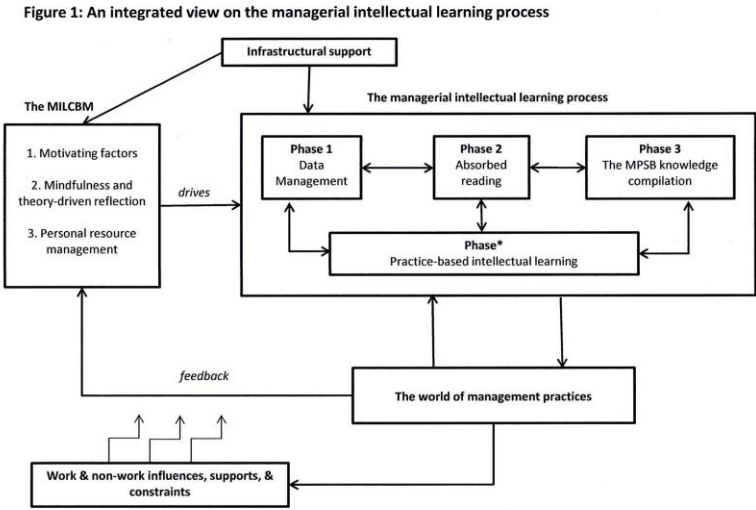 Figure 1: An integrated view on the managerial intellectual learning process
Infrastructural support
The MILCBM
The managerial intellectual learning process
1. Motivating factors
2. Mindfulness and
theory-driven reflection
3. Personal resource
management
drives
Phase 1
Data
Management
Phase 2
Absorbed
reading
Phase 3
The MPSB knowledge
compilation
Phase*
Practice-based intellectual learning
feedback
The world of management practices
Work & non-work influences, supports, &
constraints